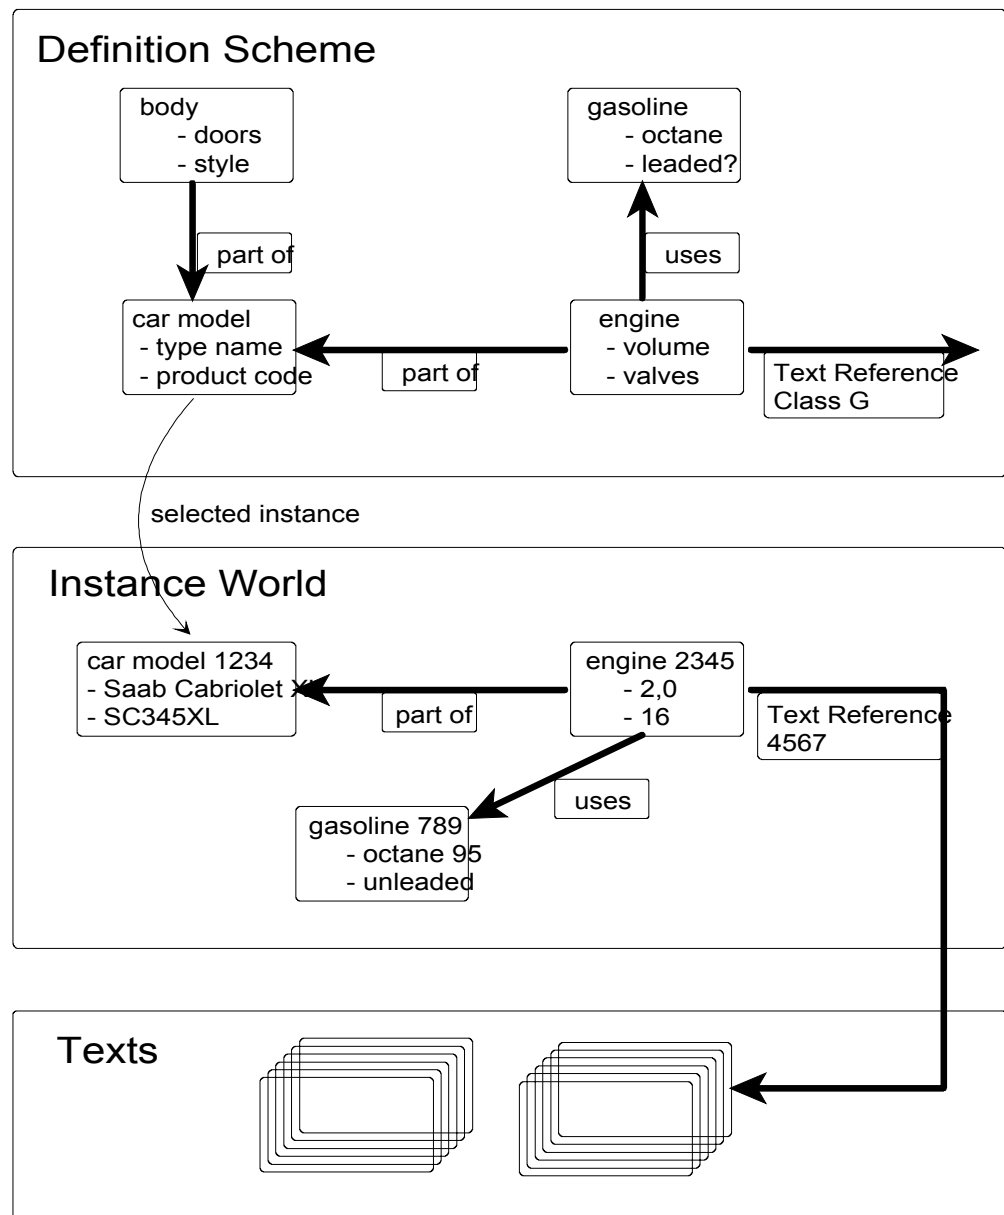 Definition Scheme
body
- doors
- style
gasoline
- octane
- leaded?
part of
uses
car model
- type name
- product code
part of
engine
- volume
- valves
Text Reference
Class G
selected instance
Instance World
car model 1234
- Saab Cabriolet XL
- SC345XL
part of
engine 2345
- 2,0
- 16
Text Reference
4567
uses
gasoline 789
- octane 95
- unleaded
Texts